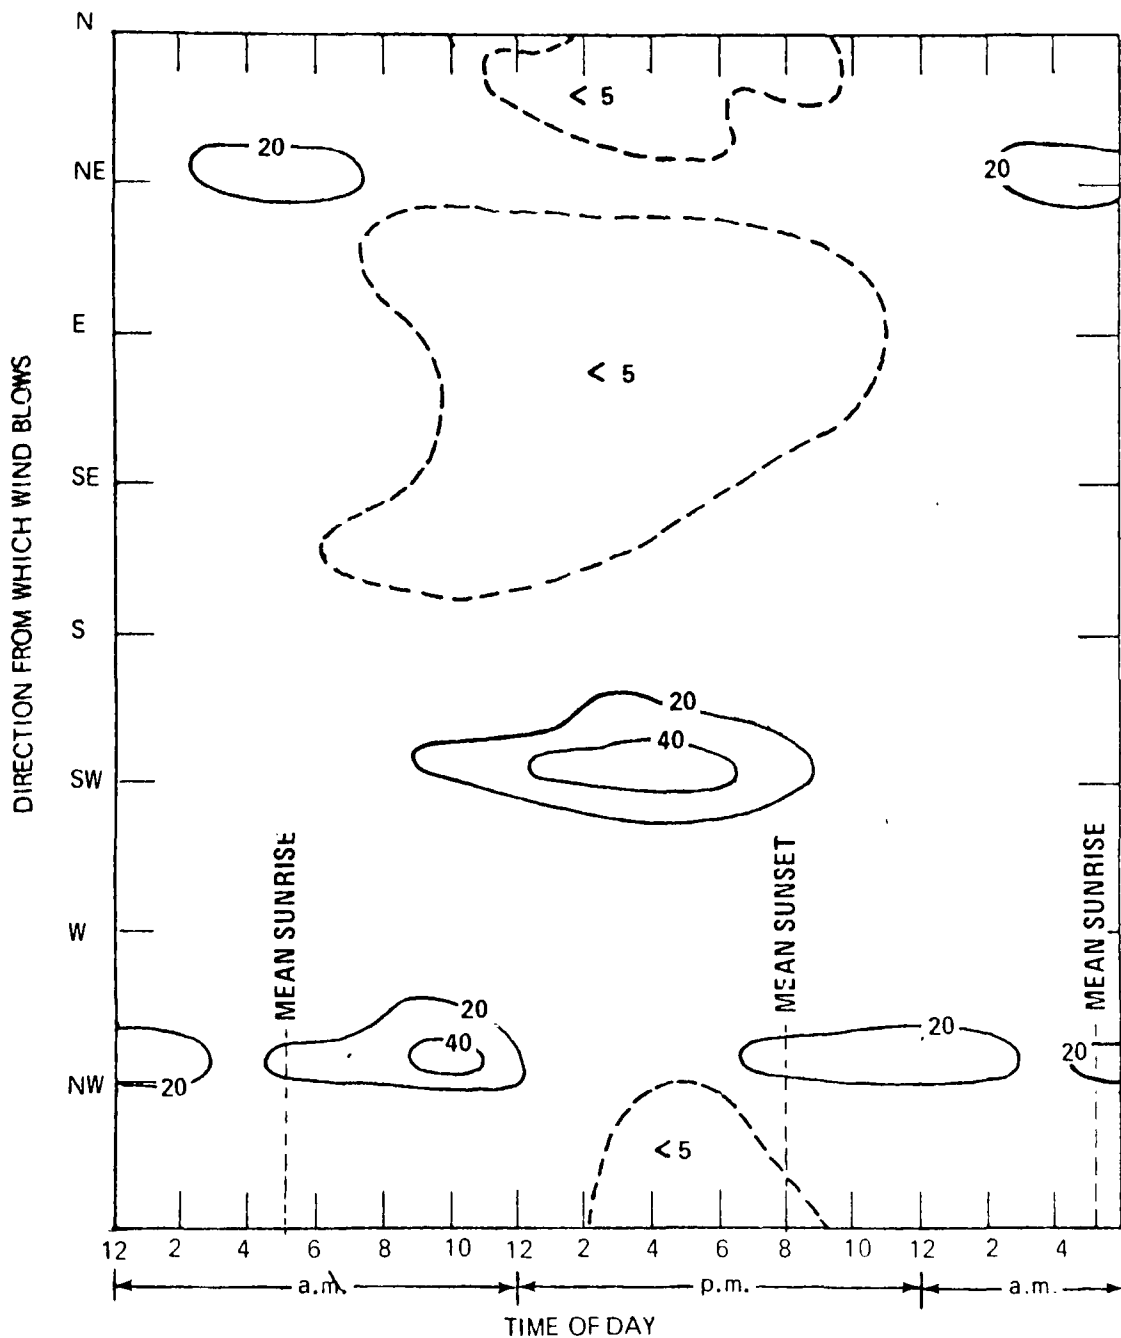 N
< 5
20
NE
20
E
< 5
SE
S
20
40
SW
W
20
40
20
20
NW
20
< 5
MEAN SUNRISE
MEAN SUNSET
MEAN SUNRISE
12 2 4 6 8 10 12 2 4 6 8 10 12 2 4
a.m. p.m. a.m.
TIME OF DAY
DIRECTION FROM WHICH WIND BLOWS